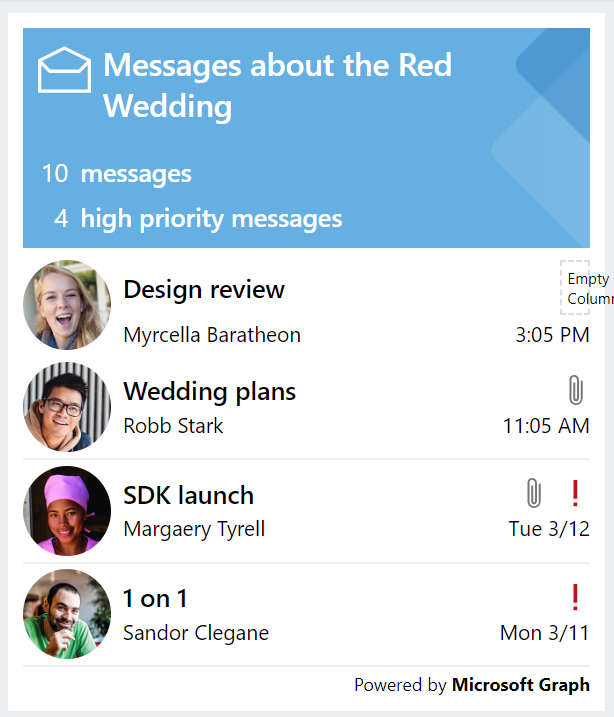 Messages about the Red
Wedding
10 messages
4 high priority messages
Design review
Empty
Column
Myrcella Baratheon 3:05 PM
Wedding plans
Robb Stark 11:05 AM
SDK launch
Margaery Tyrell Tue 3/12
1 on 1
Sandor Clegane Mon 3/11
Powered by Microsoft Graph